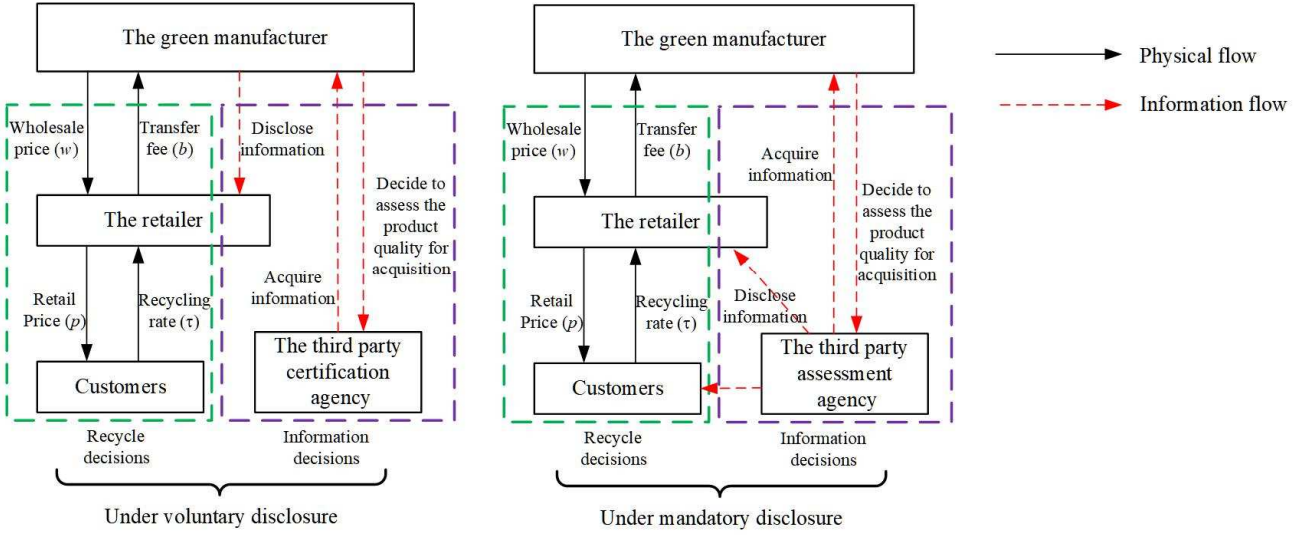 The green manufacturer
Wholesale
price (w)
Transfer
fee (b)
Disclose
information
Decide to
assess the
product
quality for
acquisition
The retailer
Acquire
information
Retail
Price (p)
Recycling
rate (τ)
The third party
certification
agency
Customers
Recycle
decisions
Information
decisions
Under voluntary disclosure
The green manufacturer
Wholesale
price (w)
Transfer
fee (b)
Acquire
information
Decide to
assess the
product
quality for
acquisition
The retailer
Retail
Price (p)
Recycling
rate (τ)
Disclose
information
The third party
assessment
agency
Customers
Recycle
decisions
Information
decisions
Under mandatory disclosure
Physical flow
Information flow